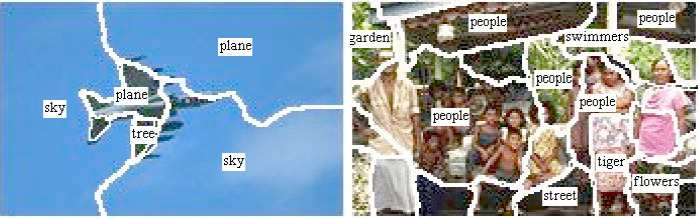 plane
plane
sky
tree
sky
people
people
garden
swimmers
people
people
people
tiger
flowers
street